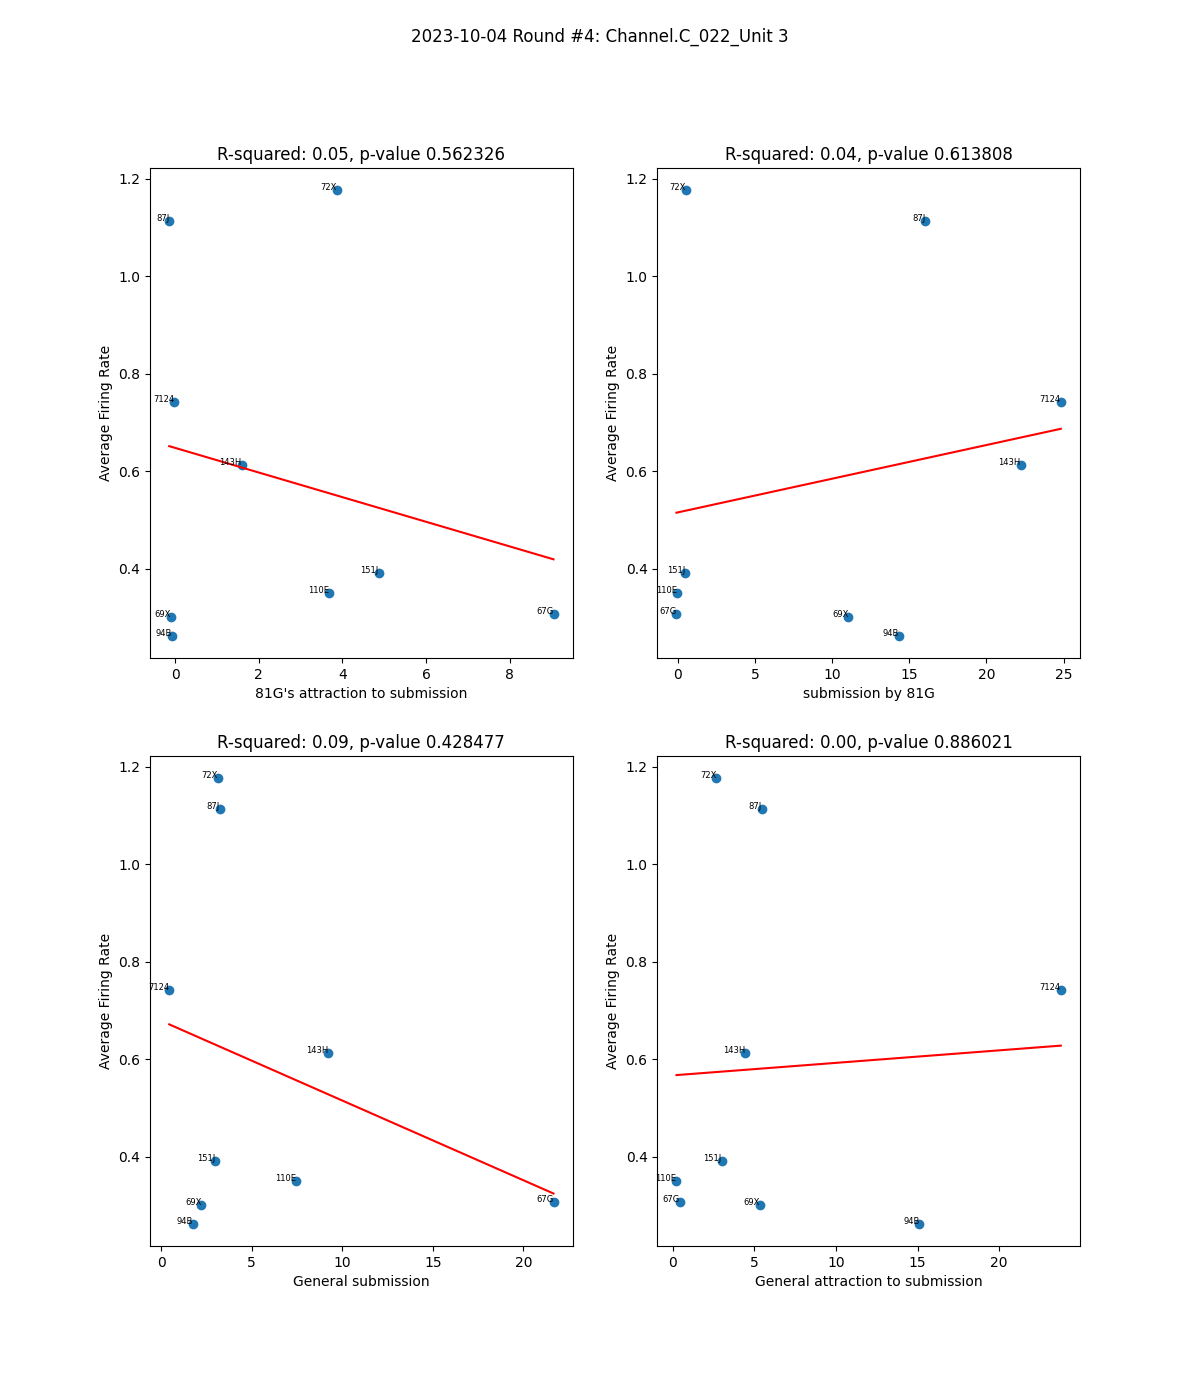 2023-10-04 Round #4: Channel.C_022_Unit 3
R-squared: 0.05, p-value 0.562326
1.2
1.0
0.8
0.6
0.4
Average Firing Rate
72X
87J
7124
143H
151J
110E
67G
69X
94B
0 2 4 6 8
81G's attraction to submission
R-squared: 0.04, p-value 0.613808
1.2
1.0
0.8
0.6
0.4
Average Firing Rate
72X
87J
7124
143H
151J
110E
67G
69X
94B
0 5 10 15 20 25
submission by 81G
R-squared: 0.09, p-value 0.428477
1.2
1.0
0.8
0.6
0.4
Average Firing Rate
72X
87J
7124
143H
151J
110E
67G
69X
94B
0 5 10 15 20
General submission
R-squared: 0.00, p-value 0.886021
1.2
1.0
0.8
0.6
0.4
Average Firing Rate
72X
87J
7124
143H
151J
110E
67G
69X
94B
0 5 10 15 20
General attraction to submission